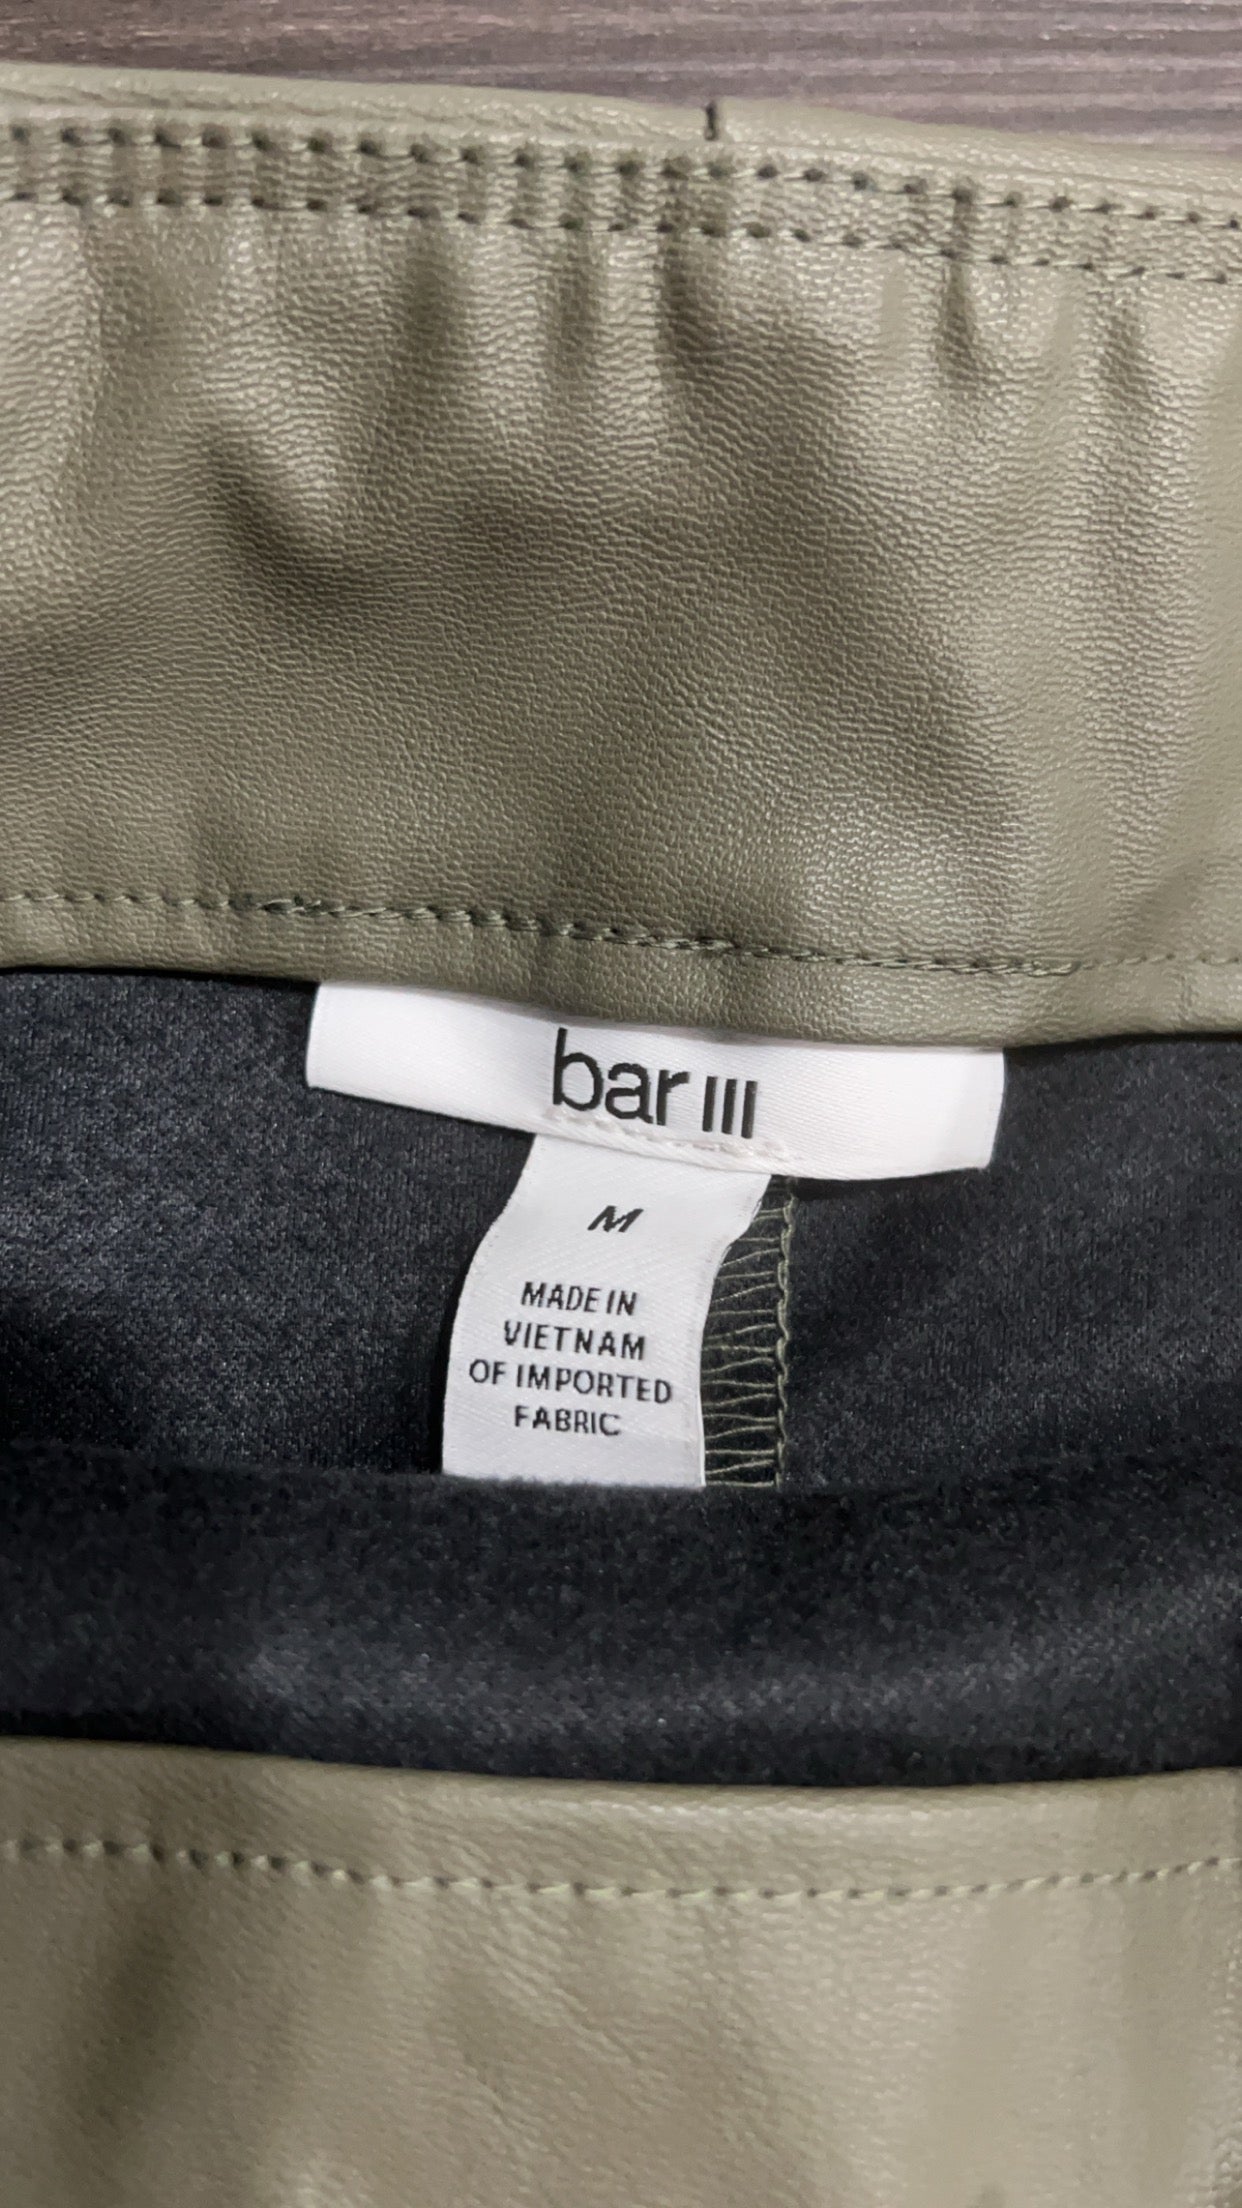 bar III
M
MADE IN
VIETNAM
OF IMPORTED
FABRIC